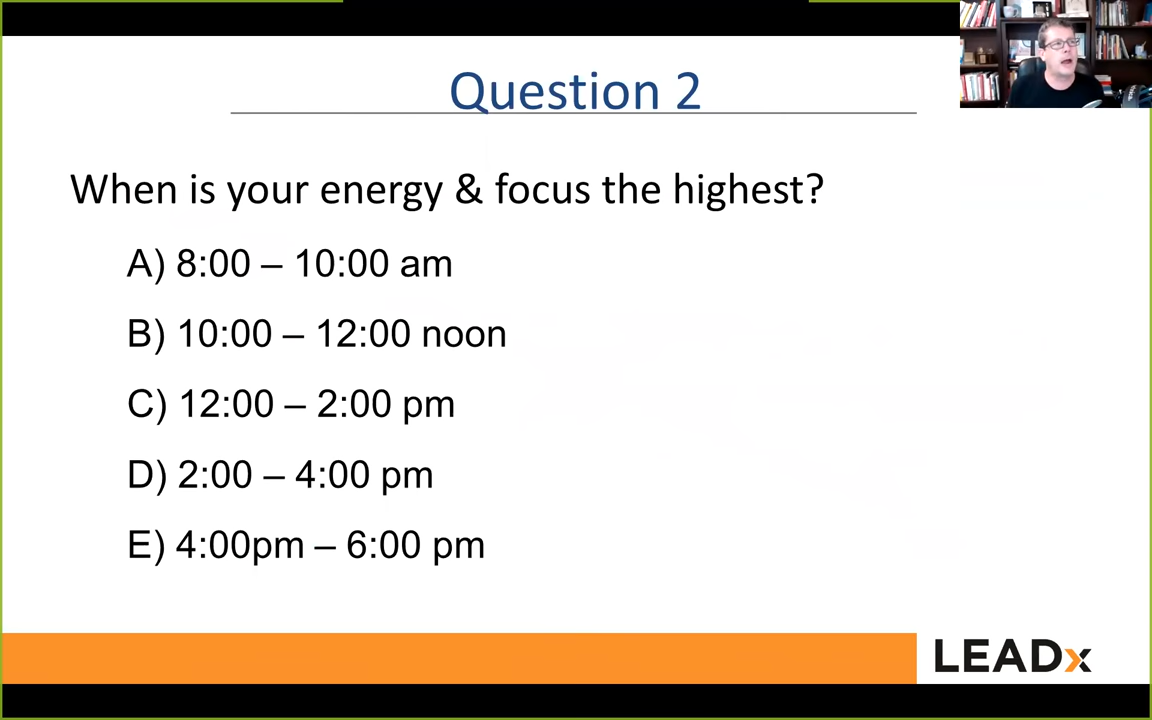 Question 2
When is your energy & focus the highest?
A) 8:00 – 10:00 am
B) 10:00 – 12:00 noon
C) 12:00 – 2:00 pm
D) 2:00 – 4:00 pm
E) 4:00pm – 6:00 pm
LEADx